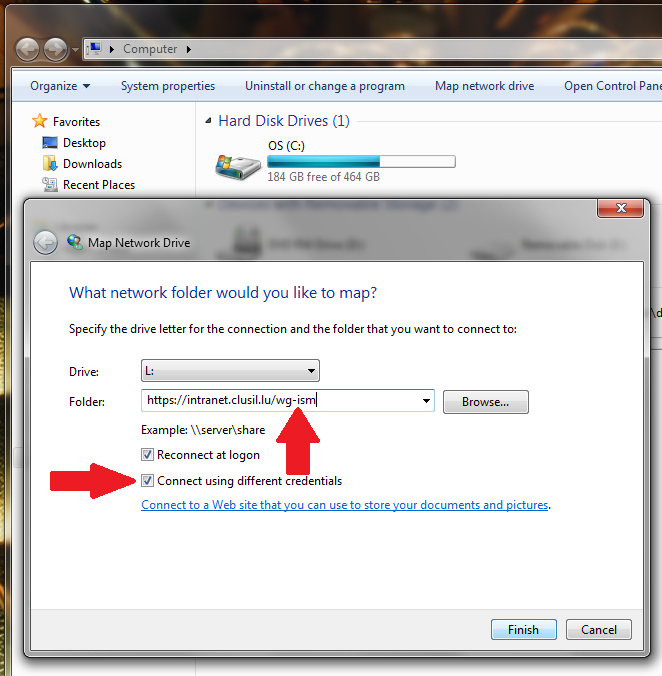 Computer
Organize
System properties
Uninstall or change a program
Map network drive
Open Control Pane
Favorites
Desktop
Downloads
Recent Places
Hard Disk Drives (1)
OS (C:)
184 GB free of 464 GB
Map Network Drive
What network folder would you like to map?
Specify the drive letter for the connection and the folder that you want to connect to:
Drive:
L:
Folder:
https://intranet.clusil.lu/wg-ism
Browse...
Example: \\server\share
Reconnect at logon
Connect using different credentials
Connect to a Web site that you can use to store your documents and pictures.
Finish
Cancel